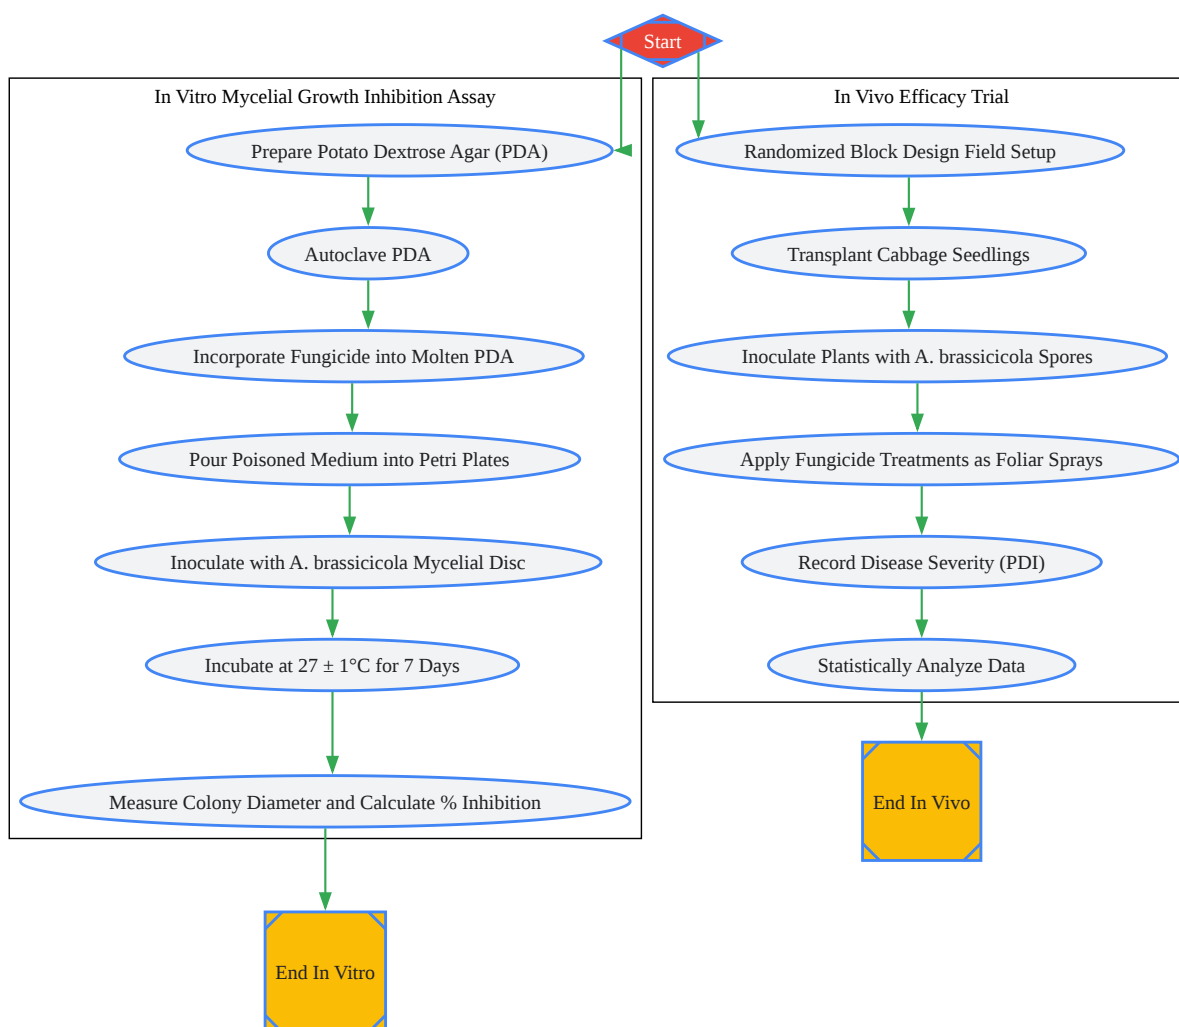 Start
In Vitro Mycelial Growth Inhibition Assay
Prepare Potato Dextrose Agar (PDA)
Autoclave PDA
Incorporate Fungicide into Molten PDA
Pour Poisoned Medium into Petri Plates
Inoculate with A. brassicicola Mycelial Disc
Incubate at 27 ± 1°C for 7 Days
Measure Colony Diameter and Calculate % Inhibition
End In Vitro
In Vivo Efficacy Trial
Randomized Block Design Field Setup
Transplant Cabbage Seedlings
Inoculate Plants with A. brassicicola Spores
Apply Fungicide Treatments as Foliar Sprays
Record Disease Severity (PDI)
Statistically Analyze Data
End In Vivo